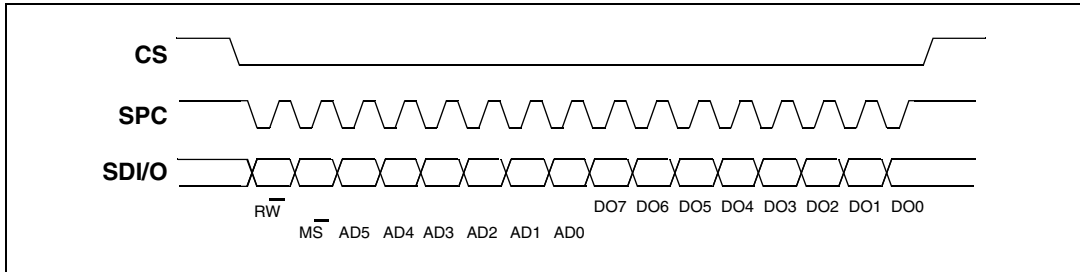 CS
SPC
SDI/O
RW
DO7 DO6 DO5 DO4 DO3 DO2 DO1 DO0
MS AD5 AD4 AD3 AD2 AD1 AD0